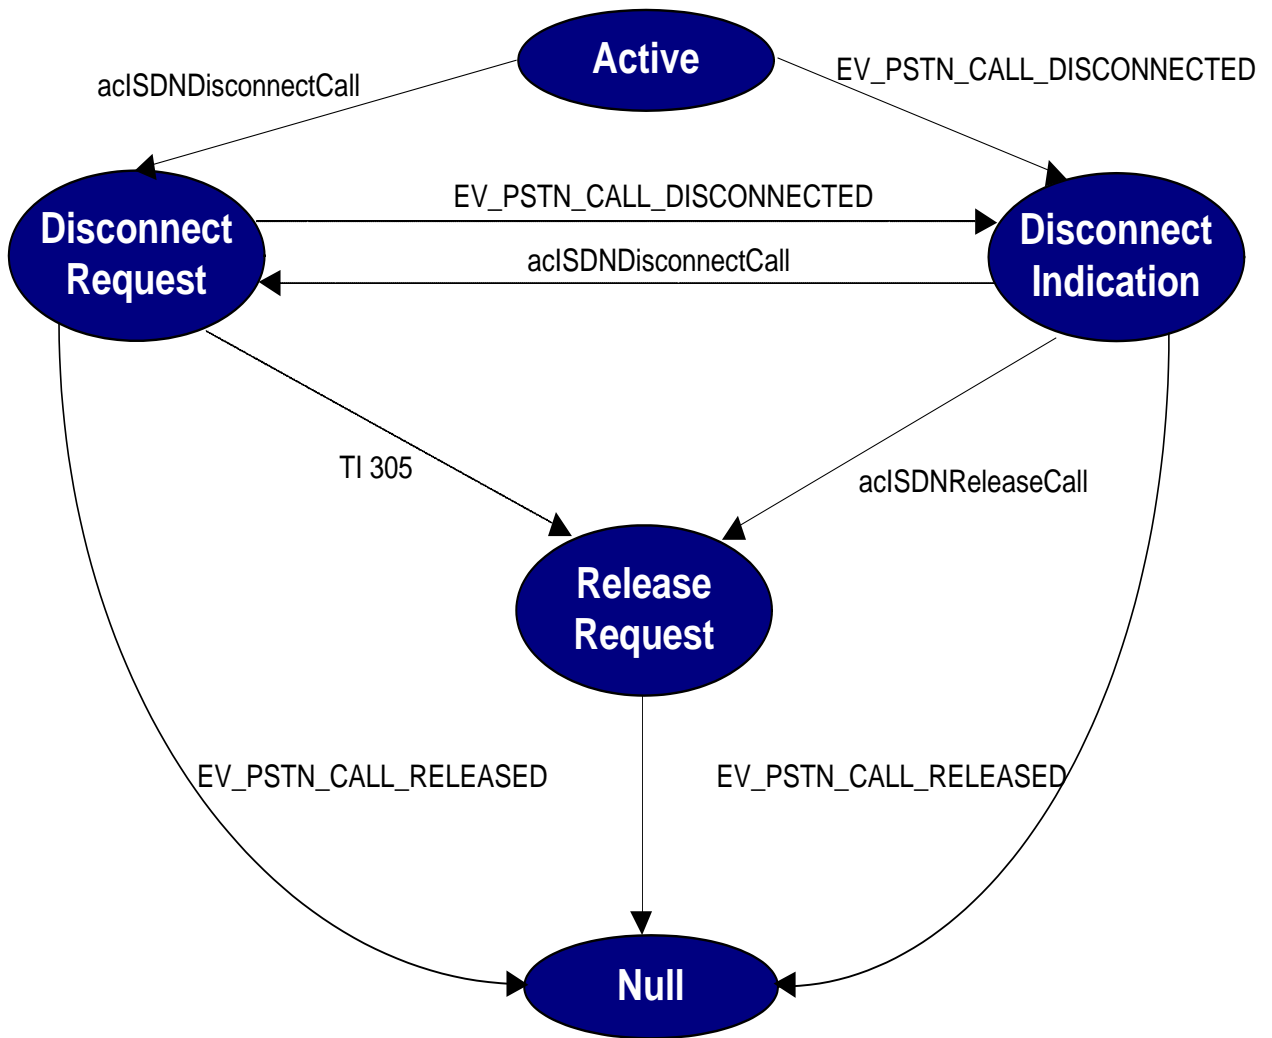 Active
acISDNDisconnectCall
EV_PSTN_CALL_DISCONNECTED
Disconnect
Request
EV_PSTN_CALL_DISCONNECTED
acISDNDisconnectCall
Disconnect
Indication
TI 305
acISDNReleaseCall
Release
Request
EV_PSTN_CALL_RELEASED
EV_PSTN_CALL_RELEASED
Null